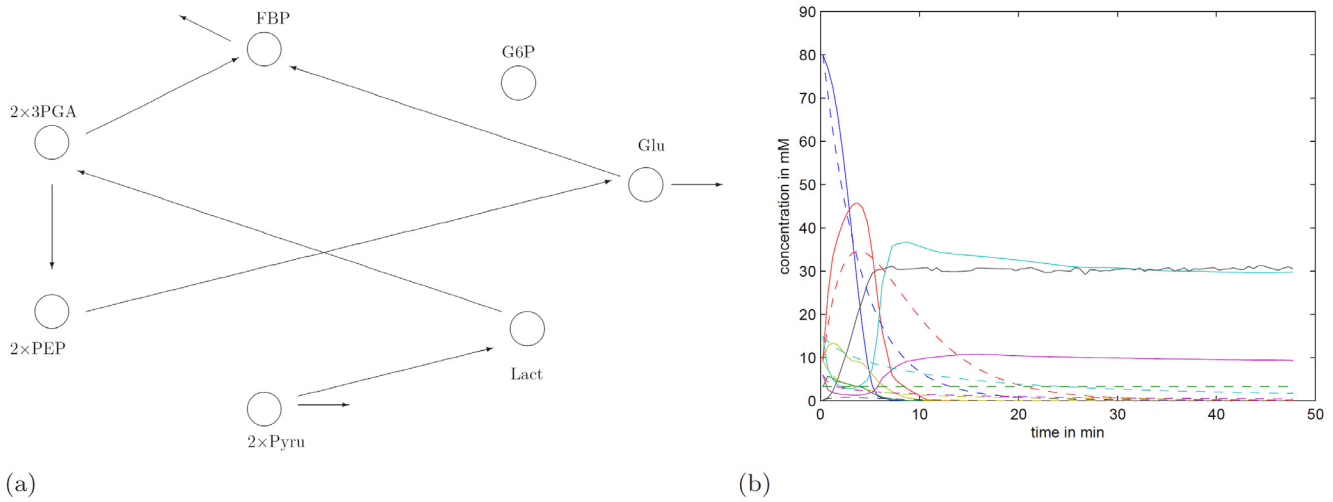 FBP
G6P
2×3PGA
Glu
2×PEP
Lact
2×Pyru
(a)
90
80
70
60
50
40
30
20
10
0
concentration in mM
0 10 20 30 40 50
time in min
(b)